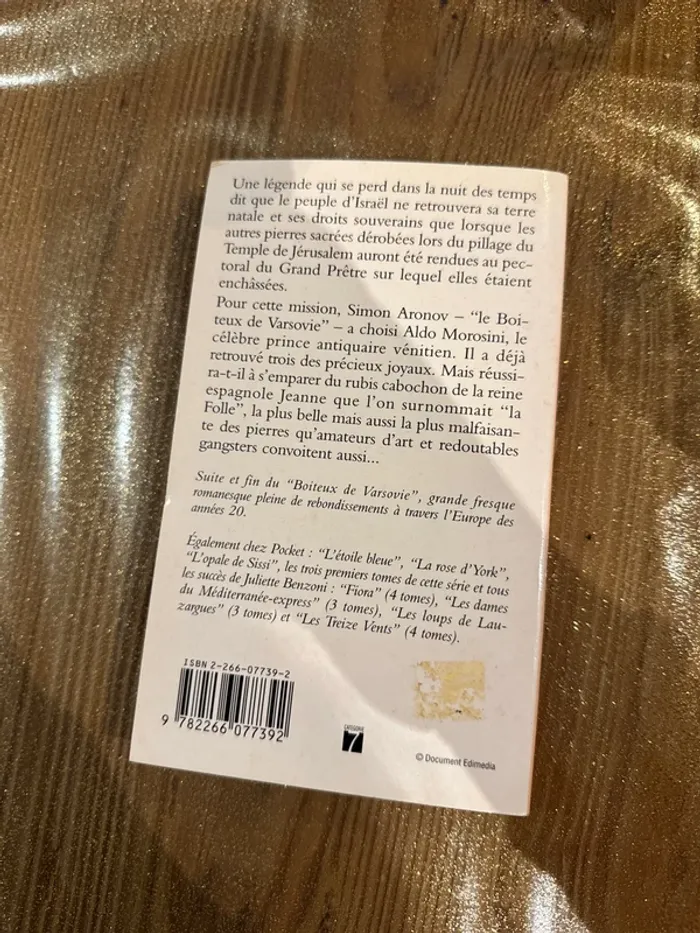 Une légende qui se perd dans la nuit des temps
dit que le peuple d'Israël ne retrouvera sa terre
natale et ses droits souverains que lorsque les
autres pierres sacrées dérobées lors du pillage du
Temple de Jérusalem auront été rendues au pec-
toral du Grand Prêtre sur lequel elles étaient
enchâssées.
Pour cette mission, Simon Aronov – "le Boi-
teux de Varsovie" – a choisi Aldo Morosini, le
célèbre prince antiquaire vénitien. Il a déjà
retrouvé trois des précieux joyaux. Mais réussi-
ra-t-il à s'emparer du rubis cabochon de la reine
espagnole Jeanne que l'on surnommait "la
Folle", la plus belle mais aussi la plus malfaisan-
te des pierres qu'amateurs d'art et redoutables
gangsters convoitent aussi...
Suite et fin du "Boiteux de Varsovie", grande fresque
romanesque pleine de rebondissements à travers l'Europe des
années 20.
Également chez Pocket : "L'étoile bleue", "La rose d'York",
"L'opale de Sissi", les trois premiers tomes de cette série et tous
les succès de Juliette Benzoni : "Fiora" (4 tomes), "Les dames
du Méditerranée-express" (3 tomes), "Les loups de Lau-
zargues" (3 tomes) et "Les Treize Vents" (4 tomes).
ISBN 2-266-07739-2
9 782266 077392
CATÉGORIE
7
© Document Edimedia